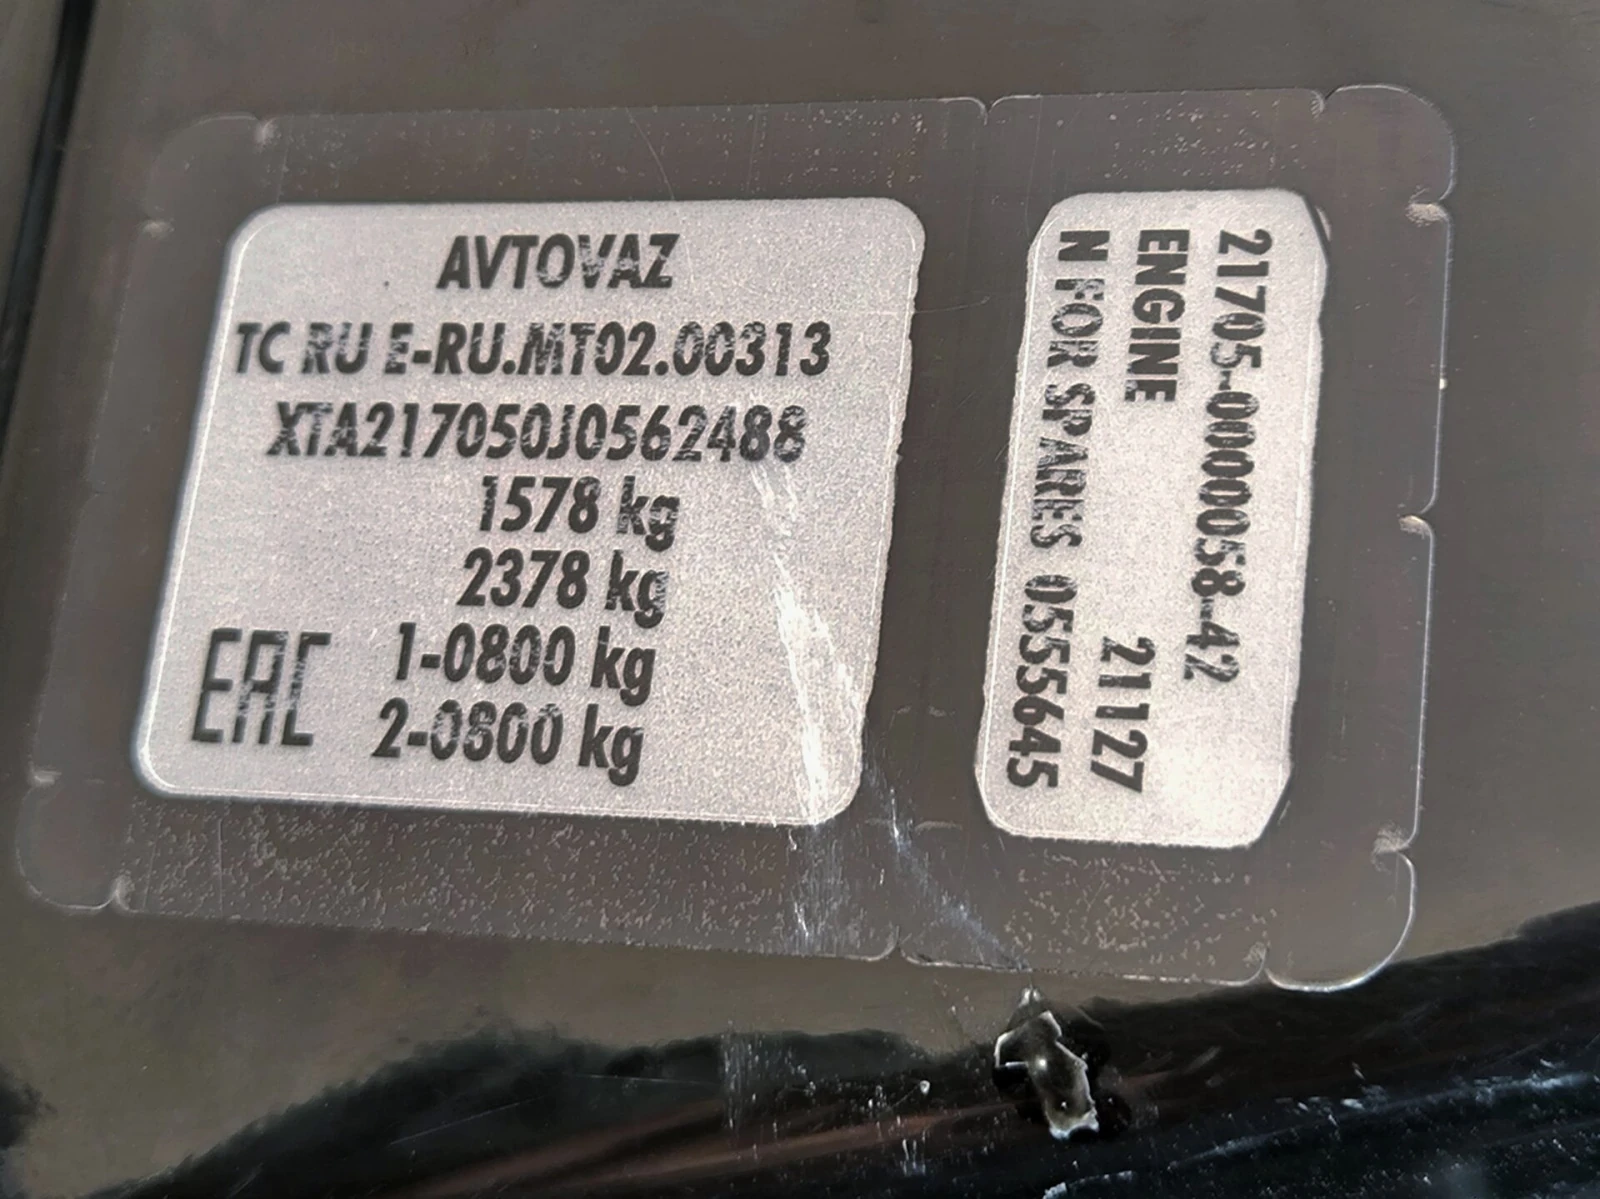 AVTOVAZ
TC RU E-RU.MT02.00313
XTA217050J0562488
1578 kg
2378 kg
1-0800 kg
2-0800 kg
EAC
21705-0000058-42
ENGINE 21127
N FOR SPARES 0555645